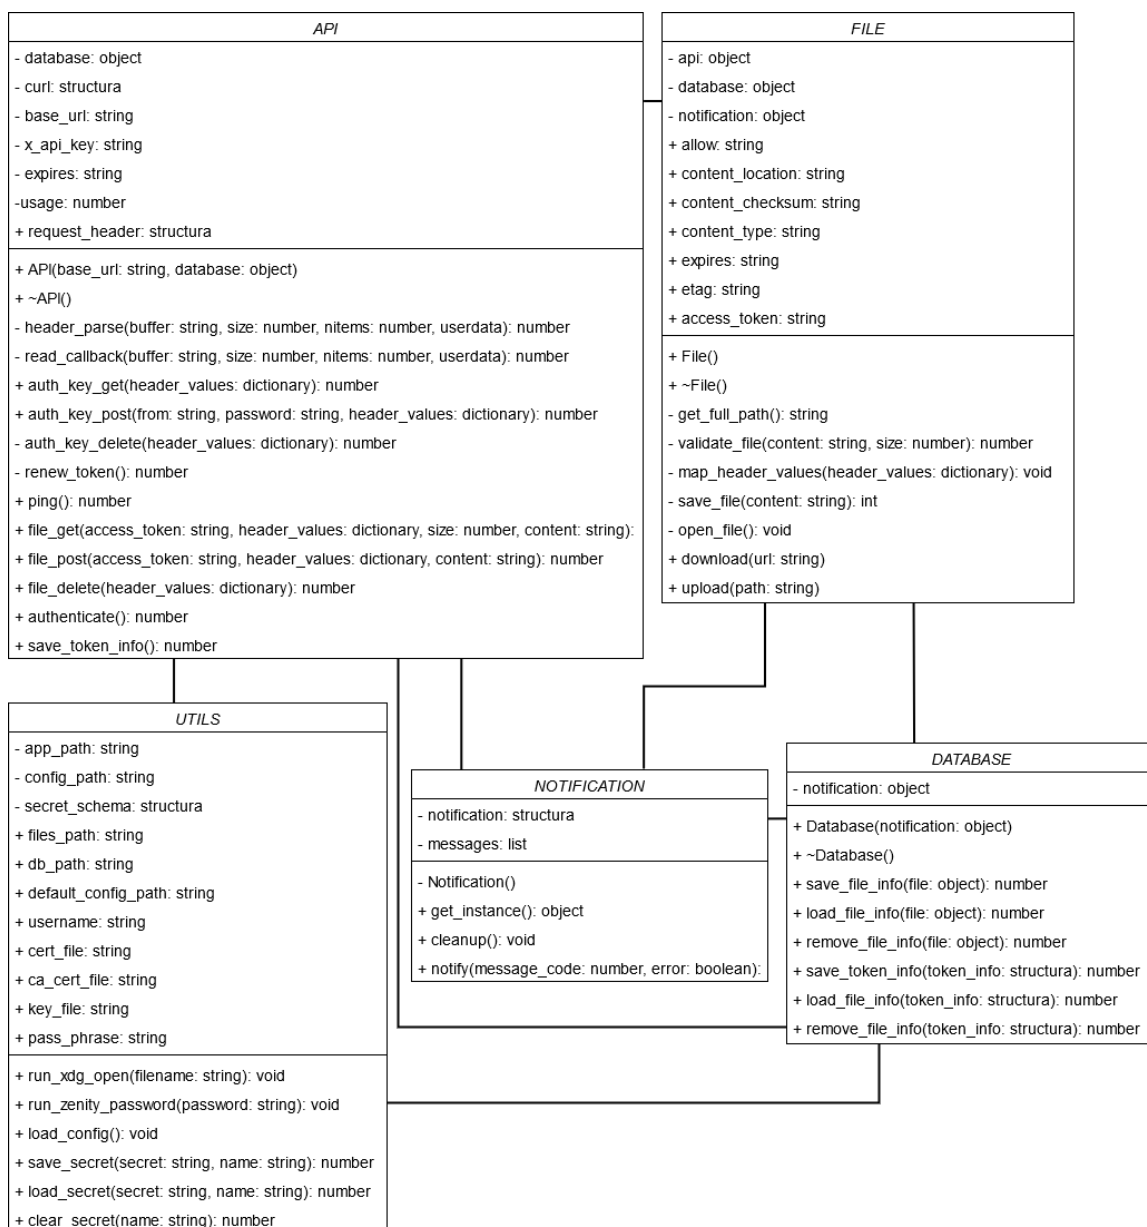 API
- database: object
- curl: structura
- base_url: string
- x_api_key: string
- expires: string
-usage: number
+ request_header: structura
+ API(base_url: string, database: object)
+ ~API()
- header_parse(buffer: string, size: number, nitems: number, userdata): number
- read_callback(buffer: string, size: number, nitems: number, userdata): number
+ auth_key_get(header_values: dictionary): number
+ auth_key_post(from: string, password: string, header_values: dictionary): number
- auth_key_delete(header_values: dictionary): number
- renew_token(): number
+ ping(): number
+ file_get(access_token: string, header_values: dictionary, size: number, content: string):
+ file_post(access_token: string, header_values: dictionary, content: string): number
+ file_delete(header_values: dictionary): number
+ authenticate(): number
+ save_token_info(): number
FILE
- api: object
- database: object
- notification: object
+ allow: string
+ content_location: string
+ content_checksum: string
+ content_type: string
+ expires: string
+ etag: string
+ access_token: string
+ File()
+ ~File()
- get_full_path(): string
- validate_file(content: string, size: number): number
- map_header_values(header_values: dictionary): void
- save_file(content: string): int
- open_file(): void
+ download(url: string)
+ upload(path: string)
UTILS
- app_path: string
- config_path: string
- secret_schema: structura
+ files_path: string
+ db_path: string
+ default_config_path: string
+ username: string
+ cert_file: string
+ ca_cert_file: string
+ key_file: string
+ pass_phrase: string
+ run_xdg_open(filename: string): void
+ run_zenity_password(password: string): void
+ load_config(): void
+ save_secret(secret: string, name: string): number
+ load_secret(secret: string, name: string): number
+ clear_secret(name: string): number
NOTIFICATION
- notification: structura
- messages: list
- Notification()
+ get_instance(): object
+ cleanup(): void
+ notify(message_code: number, error: boolean):
DATABASE
- notification: object
+ Database(notification: object)
+ ~Database()
+ save_file_info(file: object): number
+ load_file_info(file: object): number
+ remove_file_info(file: object): number
+ save_token_info(token_info: structura): number
+ load_file_info(token_info: structura): number
+ remove_file_info(token_info: structura): number